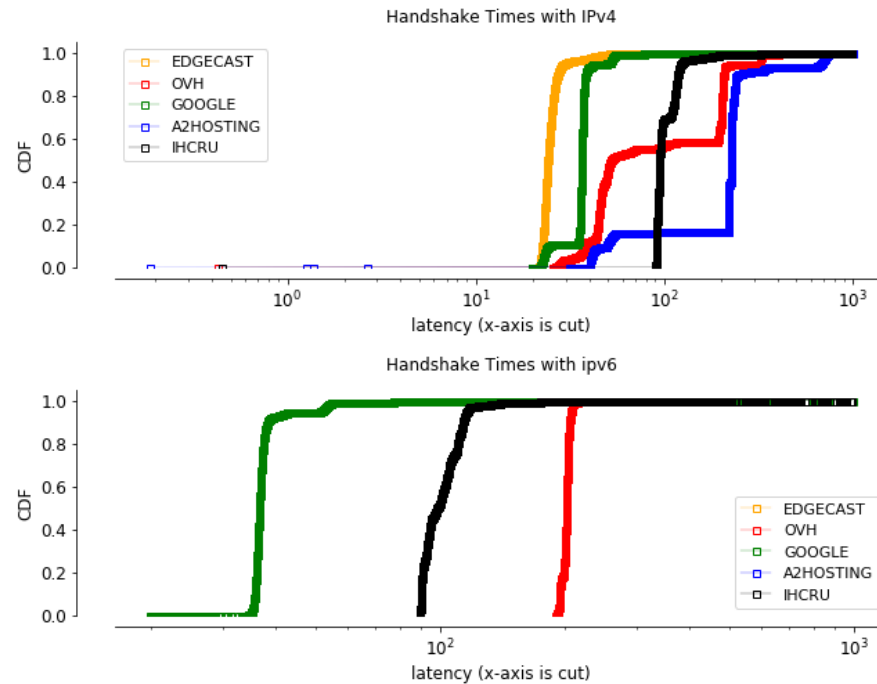 Handshake Times with IPv4
1.0
0.8
0.6
0.4
0.2
0.0
CDF
EDGECAST
OVH
GOOGLE
A2HOSTING
IHCRU
10⁰
10¹
10²
10³
latency (x-axis is cut)
Handshake Times with ipv6
1.0
0.8
0.6
0.4
0.2
0.0
CDF
EDGECAST
OVH
GOOGLE
A2HOSTING
IHCRU
10²
10³
latency (x-axis is cut)